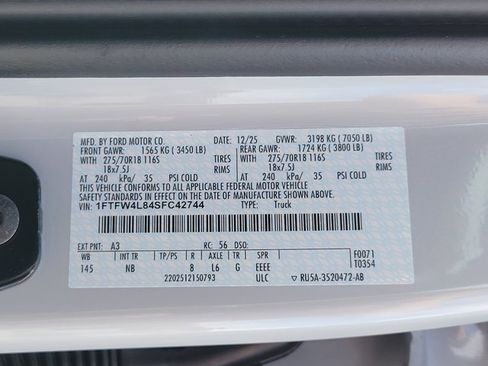 MFD. BY FORD MOTOR CO. 12/25 GVWR: 3198 KG ( 7050 LB)
FRONT GAWR: 1565 KG ( 3450 LB) REAR GAWR: 1724 KG ( 3800 LB)
WITH 275/70R18 116S TIRES WITH 275/70R18 116S TIRES
18x7.5J RIMS 18x7.5J RIMS
AT 240 kPa/ 35 PSI COLD AT 240 kPa/ 35 PSI COLD
THIS VEHICLE CONFORMS TO ALL APPLICABLE FEDERAL MOTOR VEHICLE
SAFETY STANDARDS IN EFFECT ON THE DATE OF MANUFACTURE SHOWN ABOVE.
VIN: 1FTFW4L84SFC42744 TYPE: Truck
EXT PNT: A3 RC: 56 DSO:
WB INT TR TP/PS R AXLE TR SPR F0071
145 NB 8 L6 G EEEE T0354
2202512150793 ULC RU5A-3520472-AB